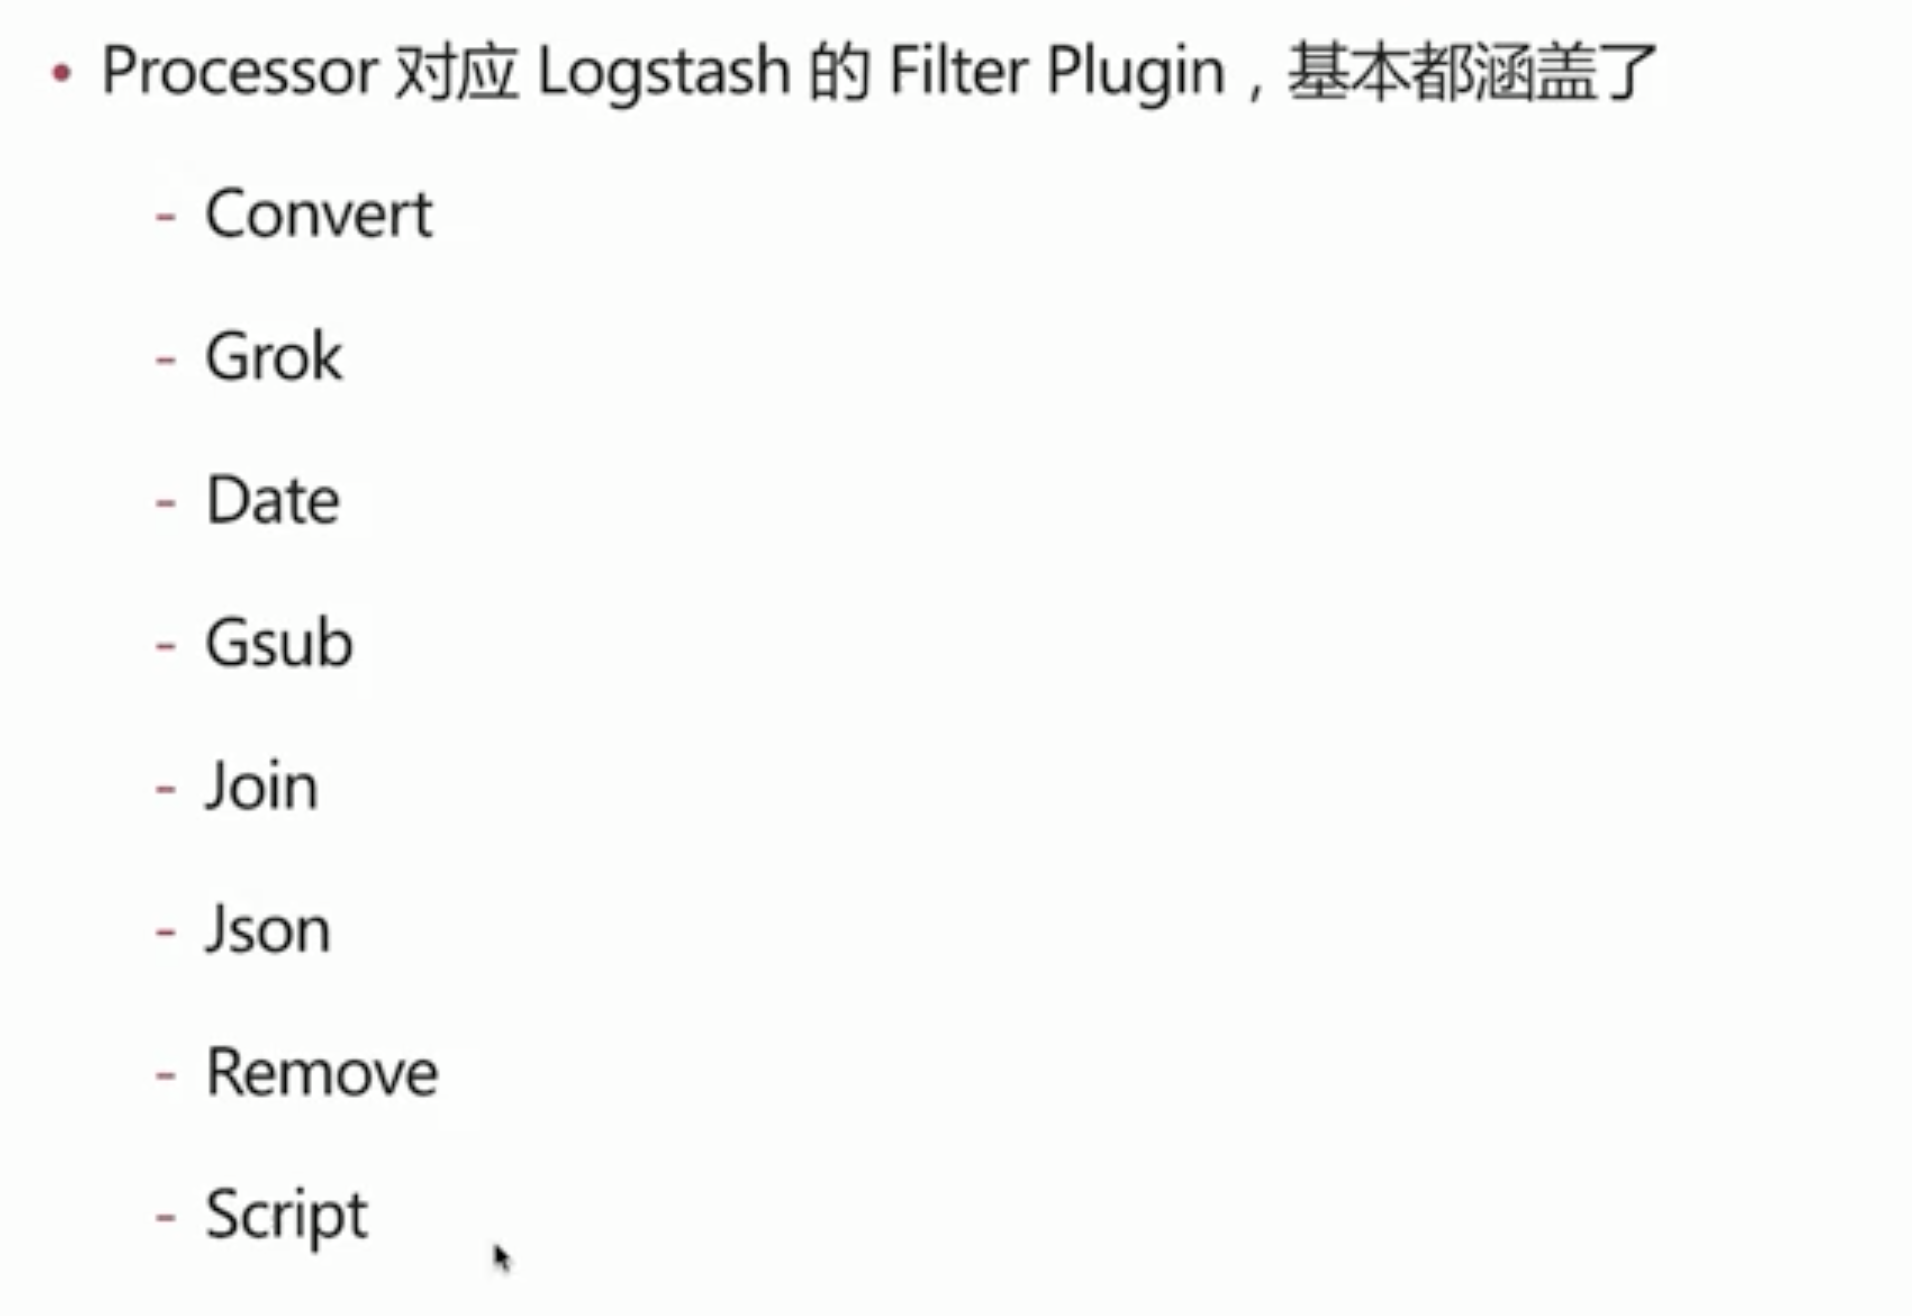 • Processor 对应 Logstash 的 Filter Plugin，基本都涵盖了
- Convert
- Grok
- Date
- Gsub
- Join
- Json
- Remove
- Script